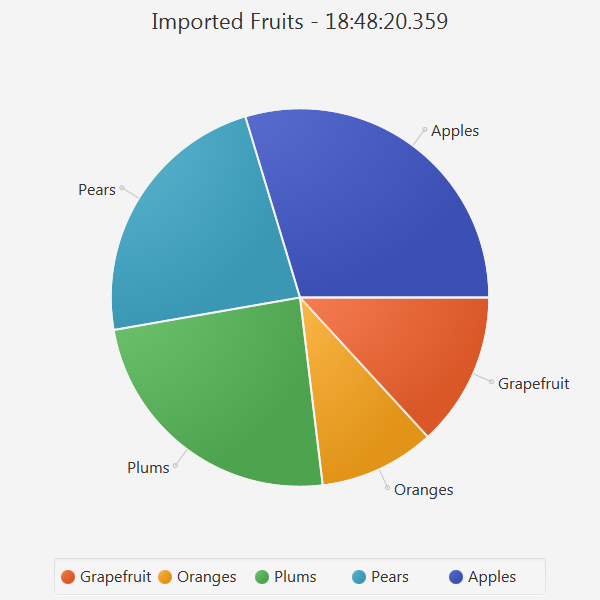 Imported Fruits - 18:48:20.359
Apples
Pears
Grapefruit
Plums
Oranges
Grapefruit Oranges Plums Pears Apples